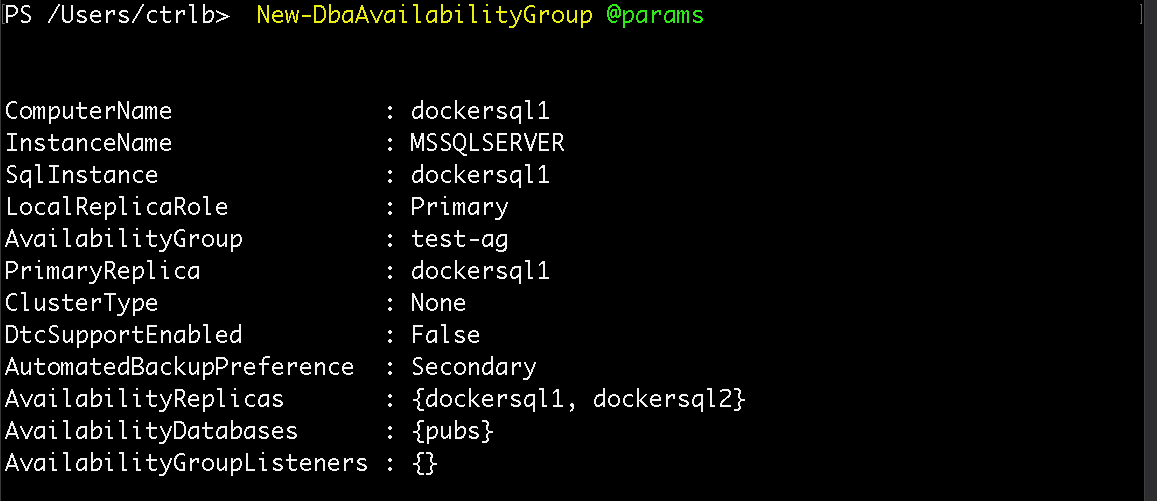 PS /Users/ctrlb>  New-DbaAvailabilityGroup @params
ComputerName              : dockersql1
InstanceName              : MSSQLSERVER
SqlInstance               : dockersql1
LocalReplicaRole          : Primary
AvailabilityGroup         : test-ag
PrimaryReplica            : dockersql1
ClusterType               : None
DtcSupportEnabled         : False
AutomatedBackupPreference : Secondary
AvailabilityReplicas      : {dockersql1, dockersql2}
AvailabilityDatabases     : {pubs}
AvailabilityGroupListeners : {}